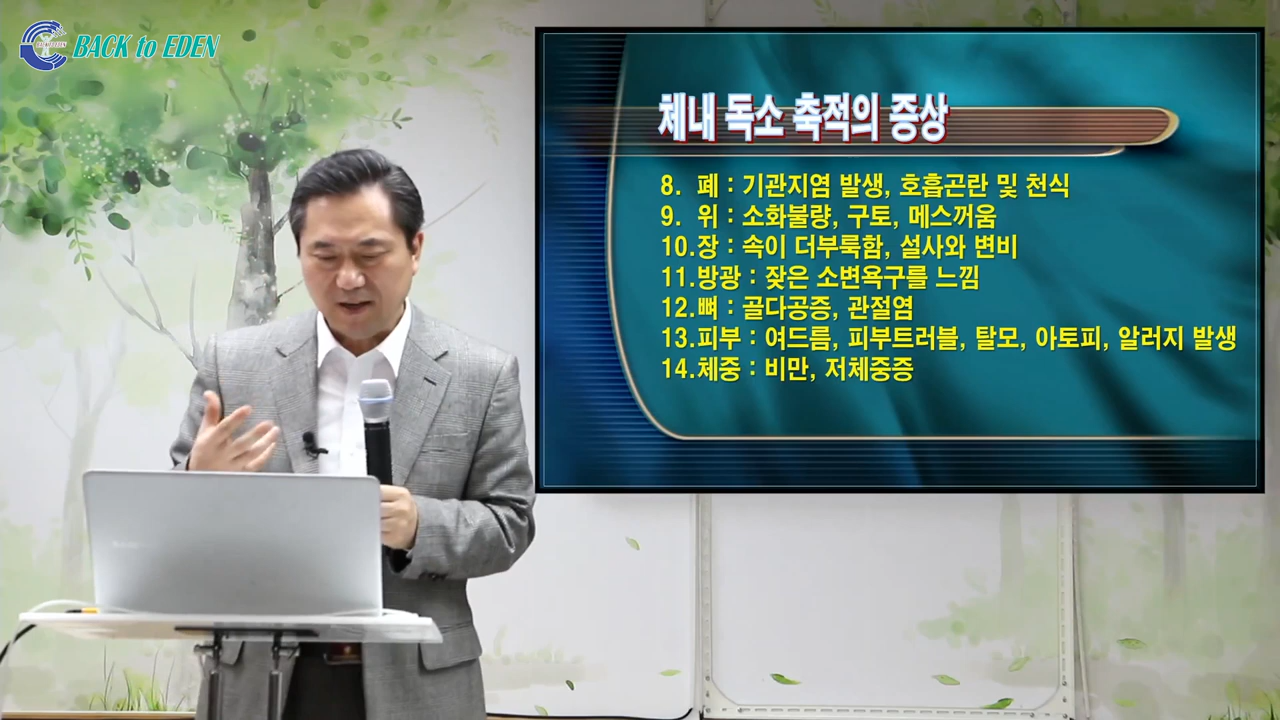 BACK to EDEN
체내 독소 축적의 증상
8. 폐 : 기관지염 발생, 호흡곤란 및 천식
9. 위 : 소화불량, 구토, 메스꺼움
10.장 : 속이 더부룩함, 설사와 변비
11.방광 : 잦은 소변욕구를 느낌
12.뼈 : 골다공증, 관절염
13.피부 : 여드름, 피부트러블, 탈모, 아토피, 알러지 발생
14.체중 : 비만, 저체중증